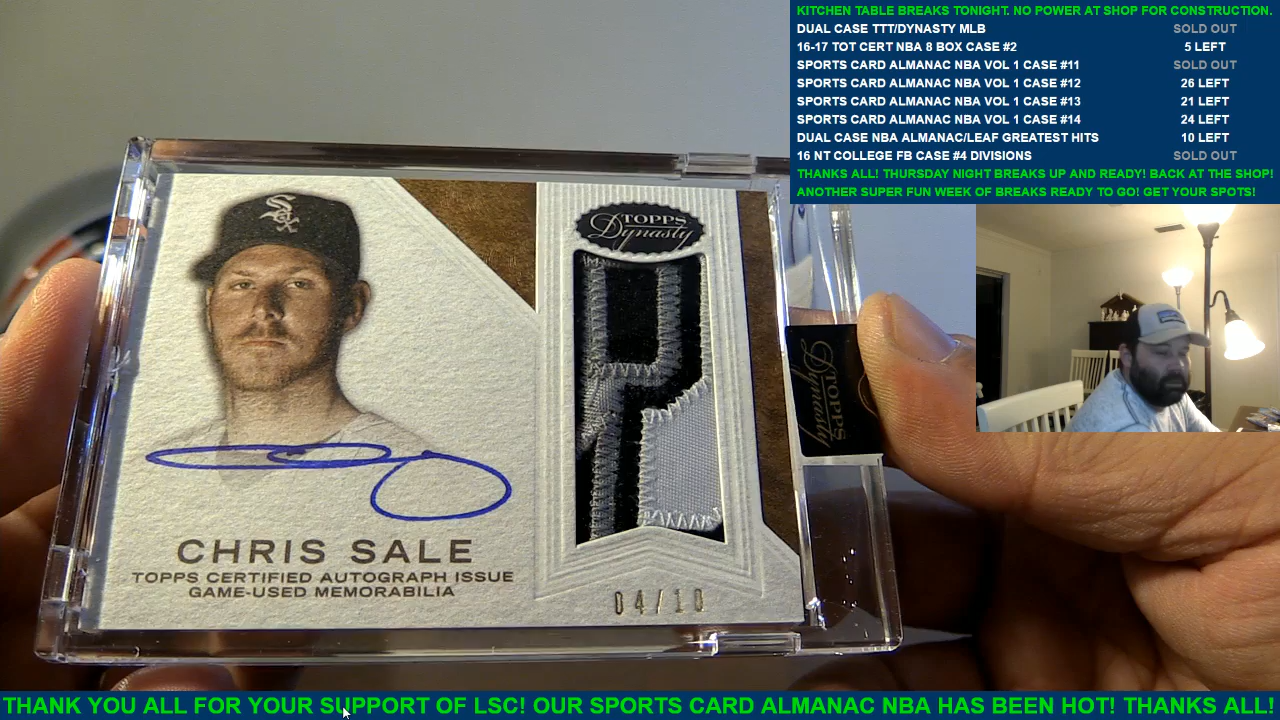 KITCHEN TABLE BREAKS TONIGHT. NO POWER AT SHOP FOR CONSTRUCTION.
DUAL CASE TTT/DYNASTY MLB SOLD OUT
16-17 TOT CERT NBA 8 BOX CASE #2 5 LEFT
SPORTS CARD ALMANAC NBA VOL 1 CASE #11 SOLD OUT
SPORTS CARD ALMANAC NBA VOL 1 CASE #12 26 LEFT
SPORTS CARD ALMANAC NBA VOL 1 CASE #13 21 LEFT
SPORTS CARD ALMANAC NBA VOL 1 CASE #14 24 LEFT
DUAL CASE NBA ALMANAC/LEAF GREATEST HITS 10 LEFT
16 NT COLLEGE FB CASE #4 DIVISIONS SOLD OUT
THANKS ALL! THURSDAY NIGHT BREAKS UP AND READY! BACK AT THE SHOP!
ANOTHER SUPER FUN WEEK OF BREAKS READY TO GO! GET YOUR SPOTS!
Sox
TOPPS
Dynasty
TOPPS
Dynasty
CHRIS SALE
TOPPS CERTIFIED AUTOGRAPH ISSUE
GAME-USED MEMORABILIA
04/10
THANK YOU ALL FOR YOUR SUPPORT OF LSC! OUR SPORTS CARD ALMANAC NBA HAS BEEN HOT! THANKS ALL!